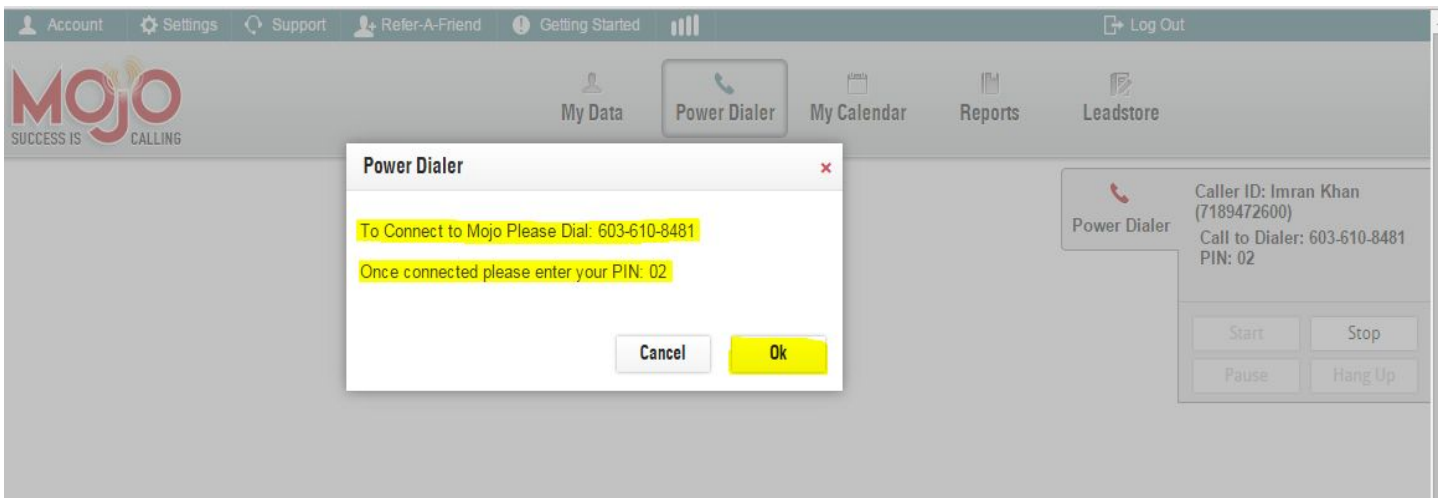 Account Settings Support Refer-A-Friend Getting Started Log Out
MOJO
SUCCESS IS CALLING
My Data Power Dialer My Calendar Reports Leadstore
Power Dialer
To Connect to Mojo Please Dial: 603-610-8481
Once connected please enter your PIN: 02
Cancel Ok
Power Dialer
Caller ID: Imran Khan
(7189472600)
Call to Dialer: 603-610-8481
PIN: 02
Start Stop
Pause Hang Up